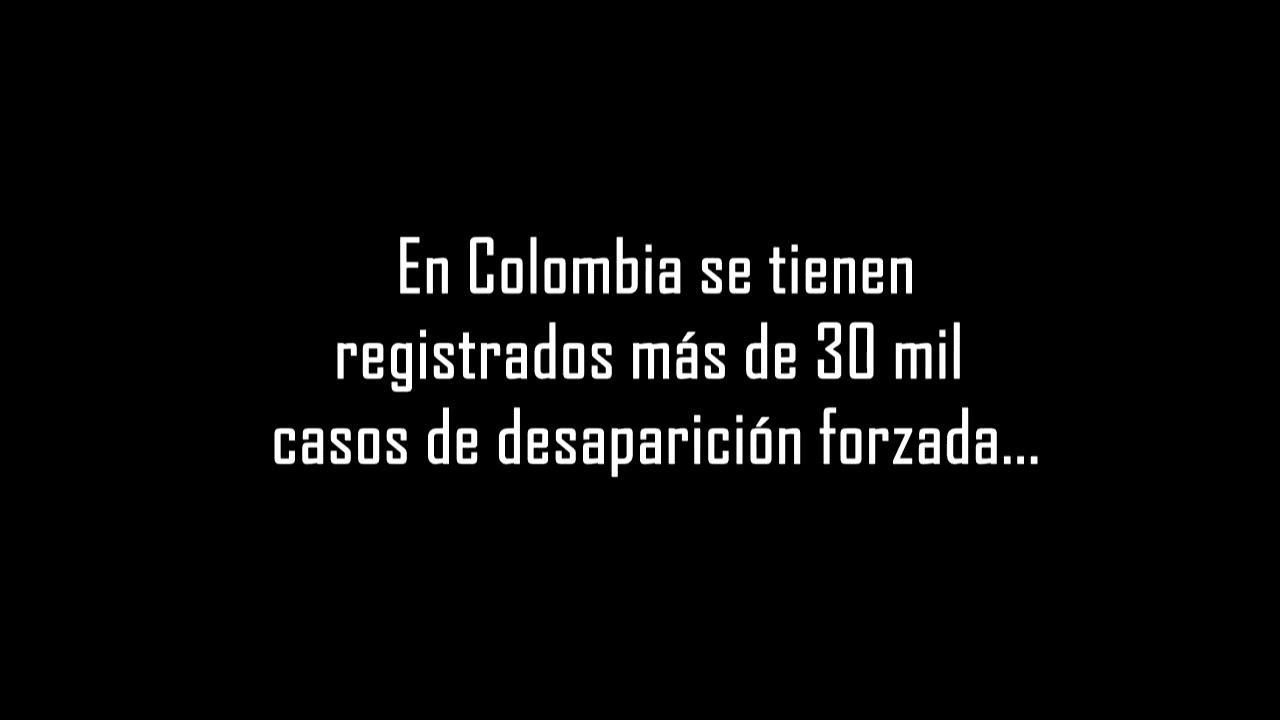 En Colombia se tienen
registrados más de 30 mil
casos de desaparición forzada...